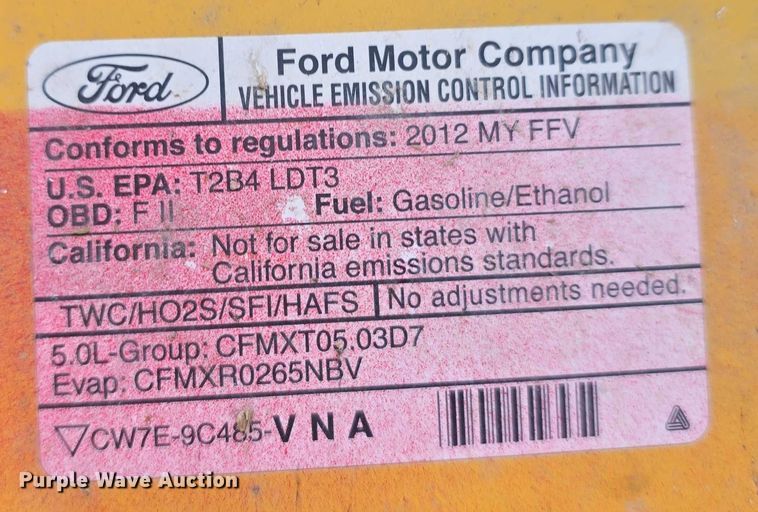 Ford
Ford Motor Company
VEHICLE EMISSION CONTROL INFORMATION
Conforms to regulations: 2012 MY FFV
U.S. EPA: T2B4 LDT3
OBD: F II Fuel: Gasoline/Ethanol
California: Not for sale in states with
California emissions standards.
TWC/HO2S/SFI/HAFS No adjustments needed.
5.0L-Group: CFMXT05.03D7
Evap: CFMXR0265NBV
▽CW7E-9C485-V N A
Purple Wave Auction